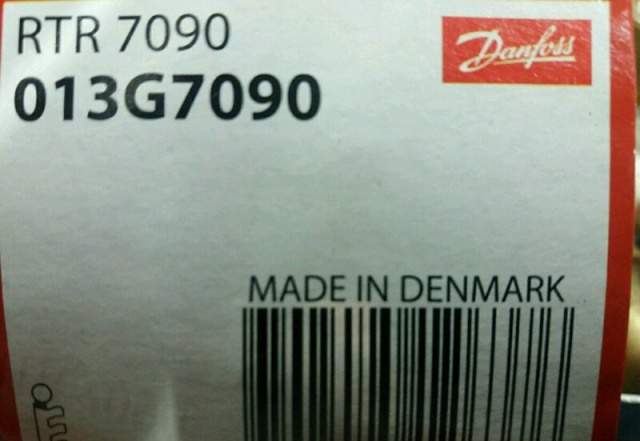 RTR 7090
Danfoss
013G7090
MADE IN DENMARK